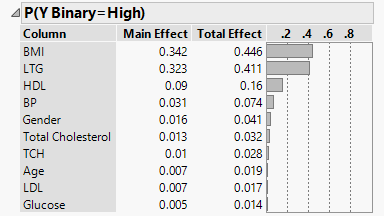 P(Y Binary=High)
Column Main Effect Total Effect .2 .4 .6 .8
BMI 0.342 0.446
LTG 0.323 0.411
HDL 0.09 0.16
BP 0.031 0.074
Gender 0.016 0.041
Total Cholesterol 0.013 0.032
TCH 0.01 0.028
Age 0.007 0.019
LDL 0.007 0.017
Glucose 0.005 0.014